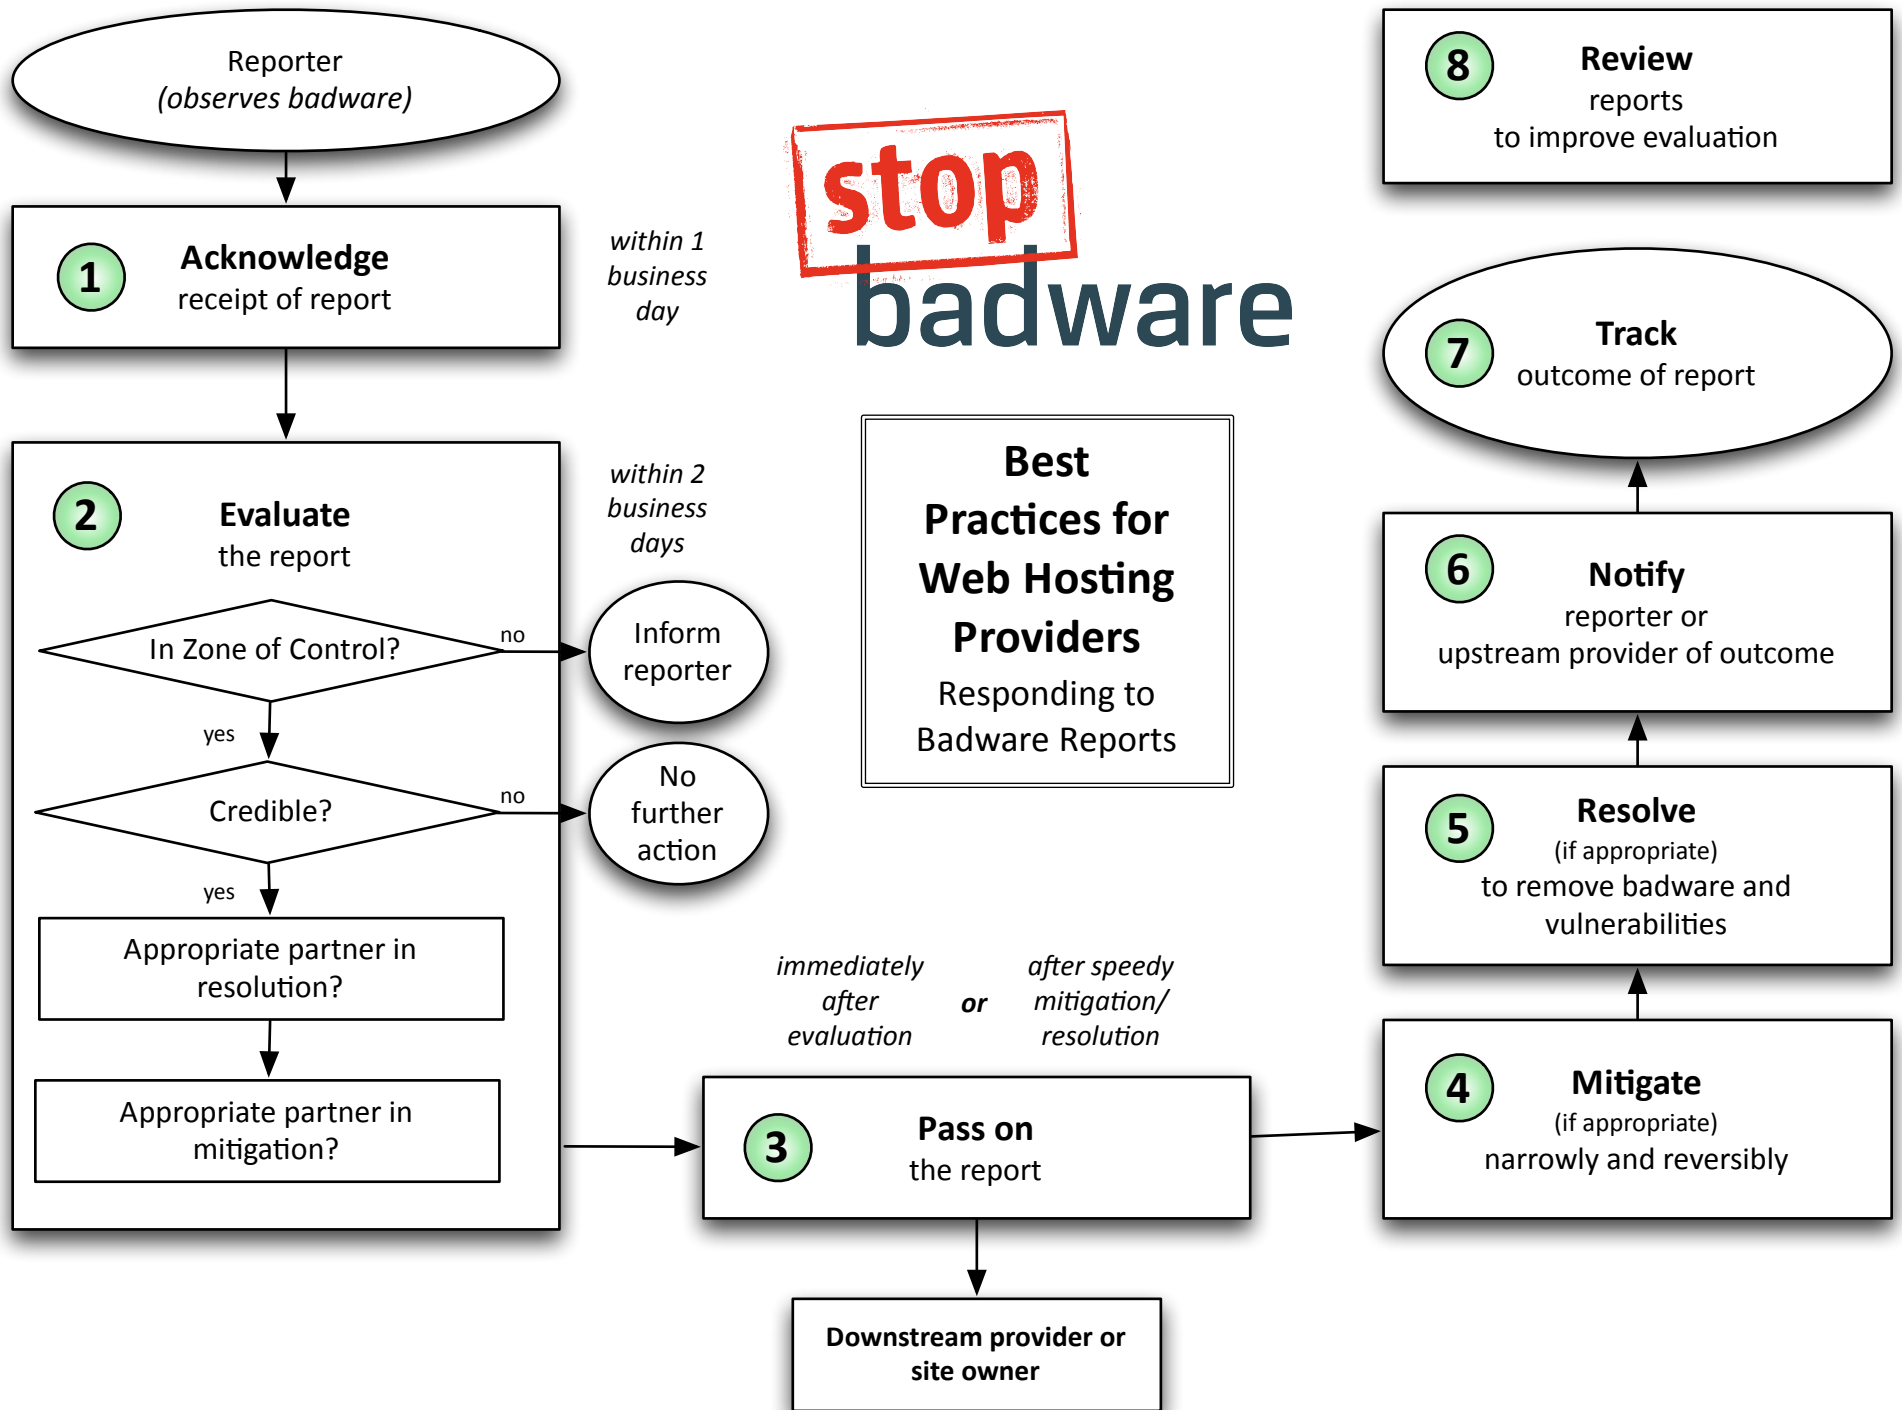 Reporter
(observes badware)
1
Acknowledge
receipt of report
within 1
business
day
2
Evaluate
the report
within 2
business
days
In Zone of Control?
no
Inform
reporter
yes
Credible?
no
No
further
action
yes
Appropriate partner in
resolution?
Appropriate partner in
mitigation?
stop
badware
Best
Practices for
Web Hosting
Providers
Responding to
Badware Reports
immediately
after
evaluation
or
after speedy
mitigation/
resolution
3
Pass on
the report
Downstream provider or
site owner
4
Mitigate
(if appropriate)
narrowly and reversibly
5
Resolve
(if appropriate)
to remove badware and
vulnerabilities
6
Notify
reporter or
upstream provider of outcome
7
Track
outcome of report
8
Review
reports
to improve evaluation